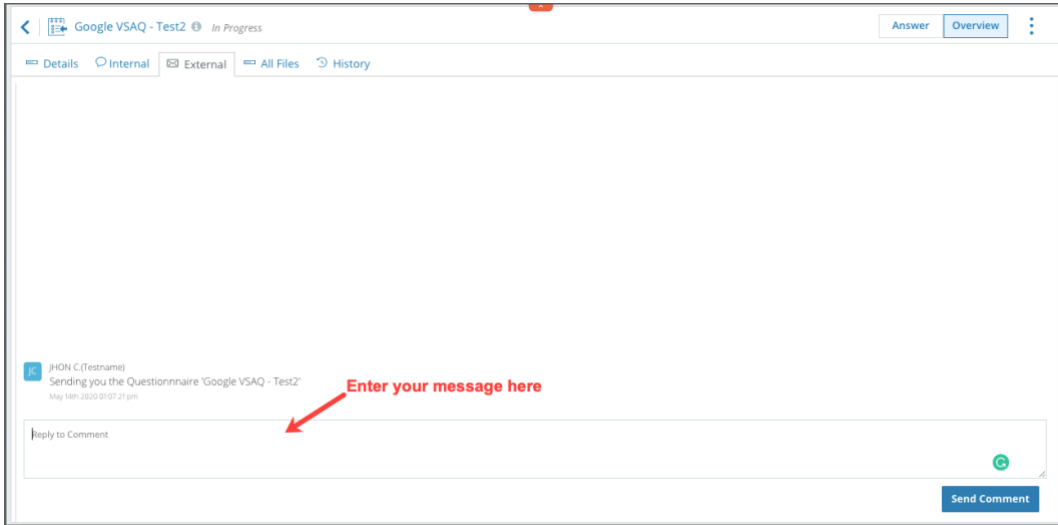 Google VSAQ - Test2 In Progress
Answer Overview
Details Internal External All Files History
JC JHON C.(Testname)
Sending you the Questionnnaire 'Google VSAQ - Test2'
May 14th 2020 01:07:21 pm
Enter your message here
Reply to Comment
Send Comment